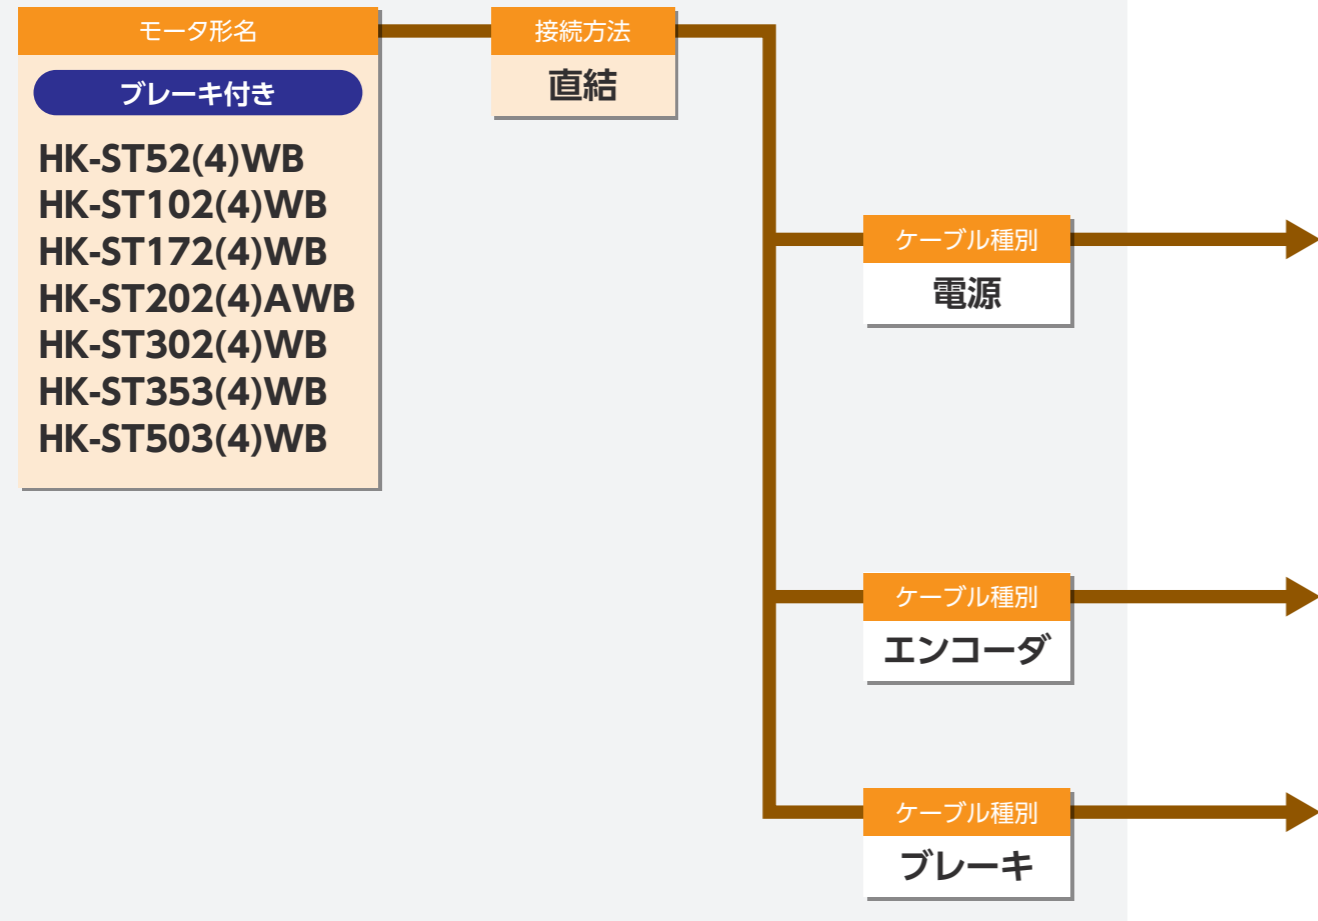 モータ形名
ブレーキ付き
HK-ST52(4)WB
HK-ST102(4)WB
HK-ST172(4)WB
HK-ST202(4)AWB
HK-ST302(4)WB
HK-ST353(4)WB
HK-ST503(4)WB
接続方法
直結
ケーブル種別
電源
ケーブル種別
エンコーダ
ケーブル種別
ブレーキ